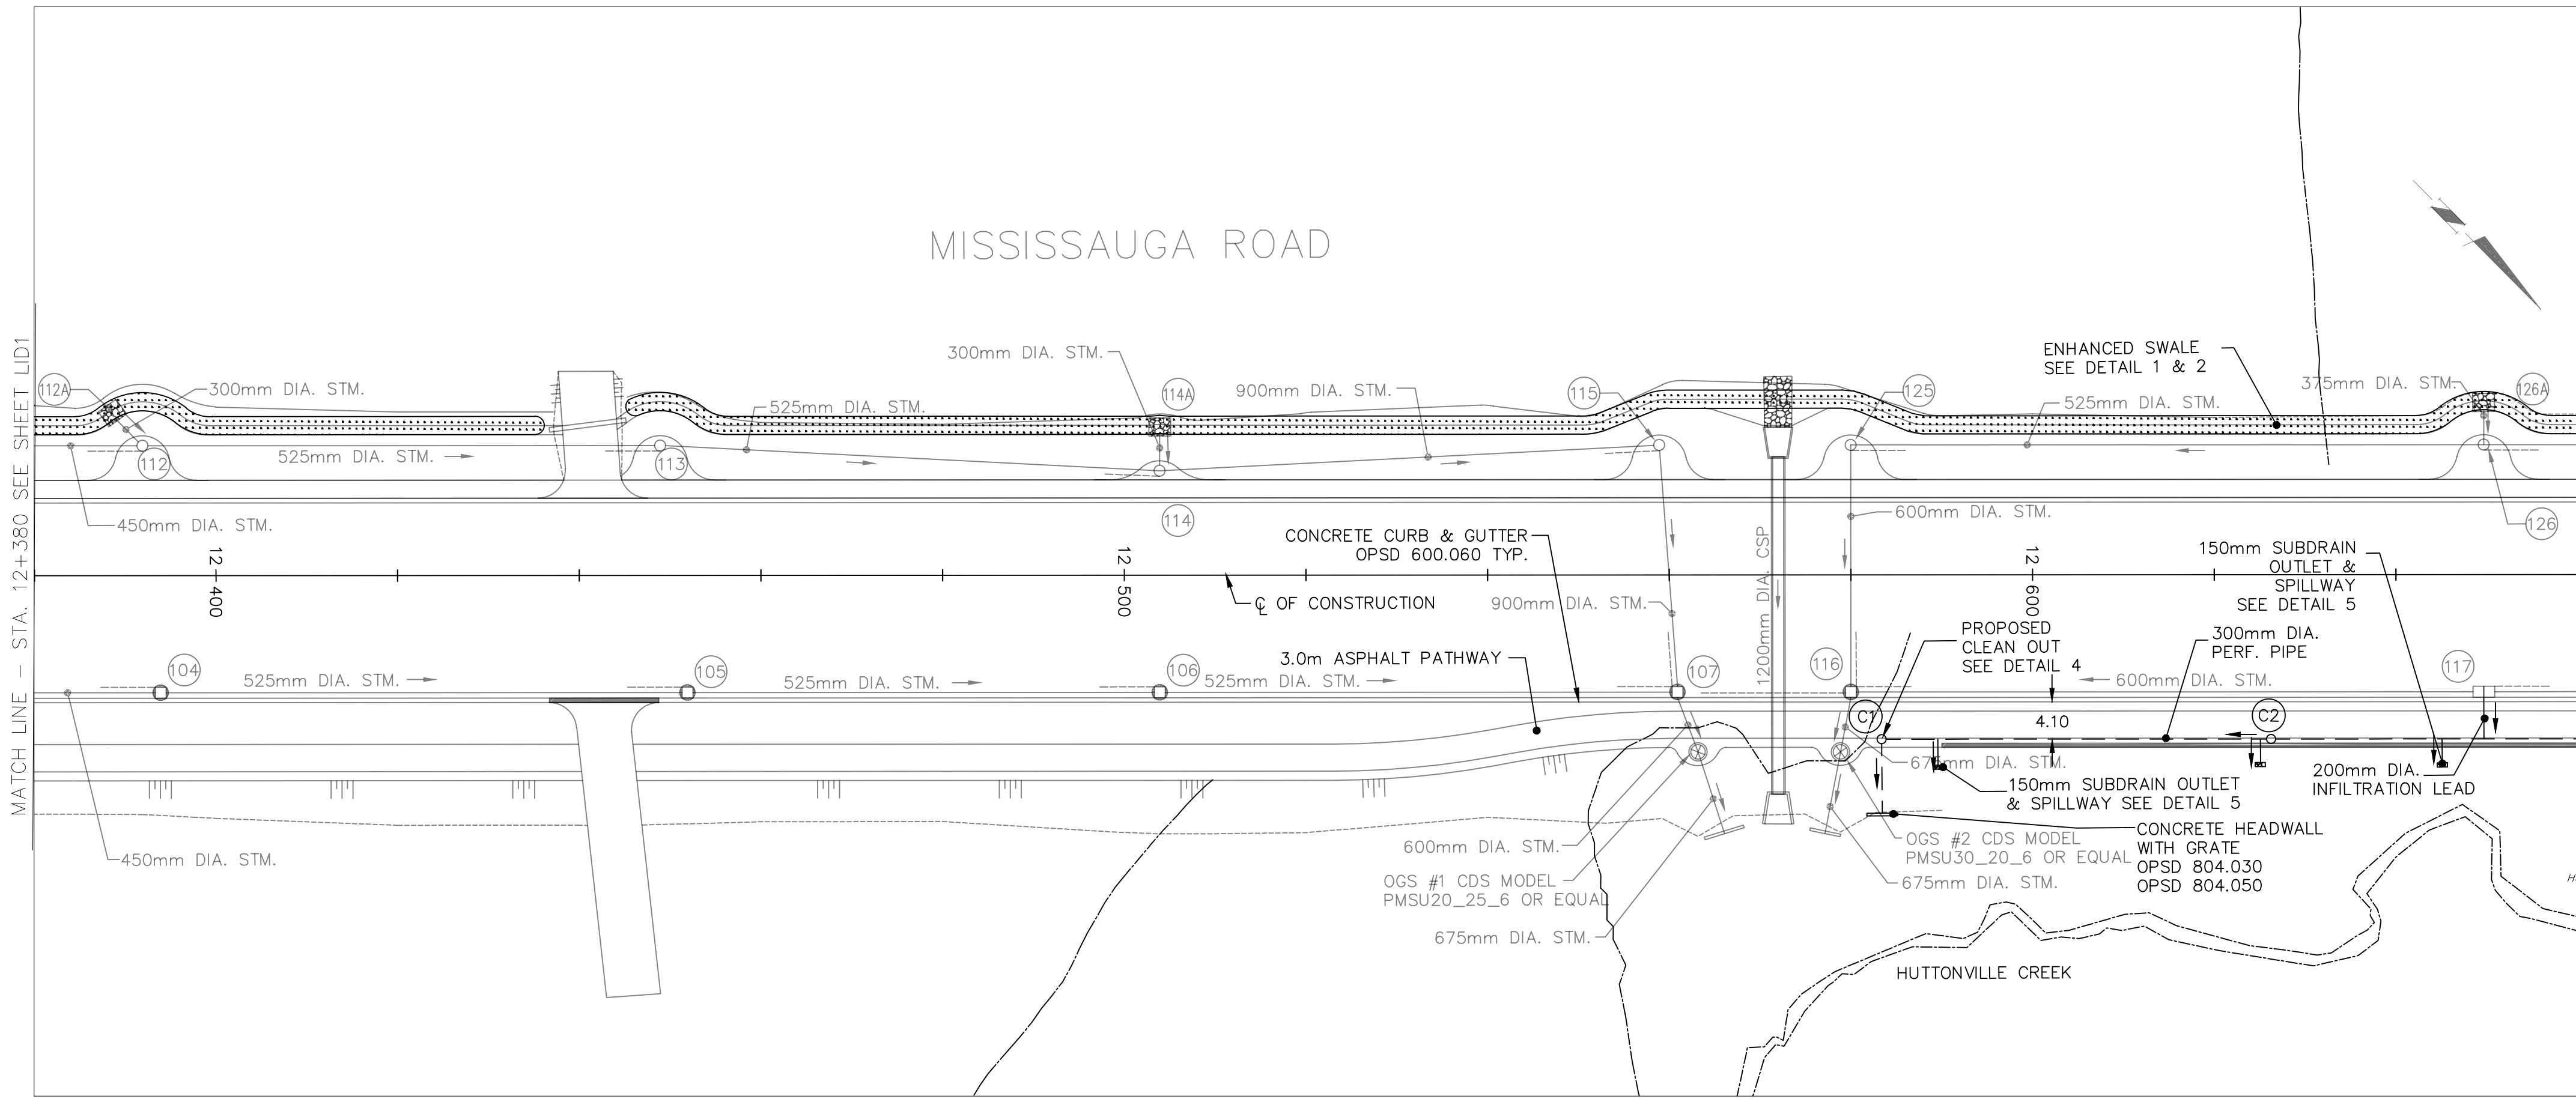 MISSISSAUGA ROAD
MATCH LINE – STA. 12+380 SEE SHEET LID1
300mm DIA. STM.
ENHANCED SWALE
SEE DETAIL 1 & 2
112A
300mm DIA. STM.
525mm DIA. STM.
114A
900mm DIA. STM.
115
125
525mm DIA. STM.
375mm DIA. STM.
126A
112
525mm DIA. STM.
113
450mm DIA. STM.
114
600mm DIA. STM.
126
CONCRETE CURB & GUTTER
OPSD 600.060 TYP.
1200mm DIA. CSP
150mm SUBDRAIN
OUTLET &
SPILLWAY
SEE DETAIL 5
12 400
12 500
12 600
℄ OF CONSTRUCTION
900mm DIA. STM.
PROPOSED
CLEAN OUT
SEE DETAIL 4
300mm DIA.
PERF. PIPE
3.0m ASPHALT PATHWAY
104
525mm DIA. STM.
105
525mm DIA. STM.
106
525mm DIA. STM.
107
116
600mm DIA. STM.
117
C1
4.10
C2
675mm DIA. STM.
150mm SUBDRAIN OUTLET
& SPILLWAY SEE DETAIL 5
200mm DIA.
INFILTRATION LEAD
450mm DIA. STM.
600mm DIA. STM.
OGS #1 CDS MODEL
PMSU20_25_6 OR EQUAL
675mm DIA. STM.
OGS #2 CDS MODEL
PMSU30_20_6 OR EQUAL
675mm DIA. STM.
CONCRETE HEADWALL
WITH GRATE
OPSD 804.030
OPSD 804.050
H
HUTTONVILLE CREEK